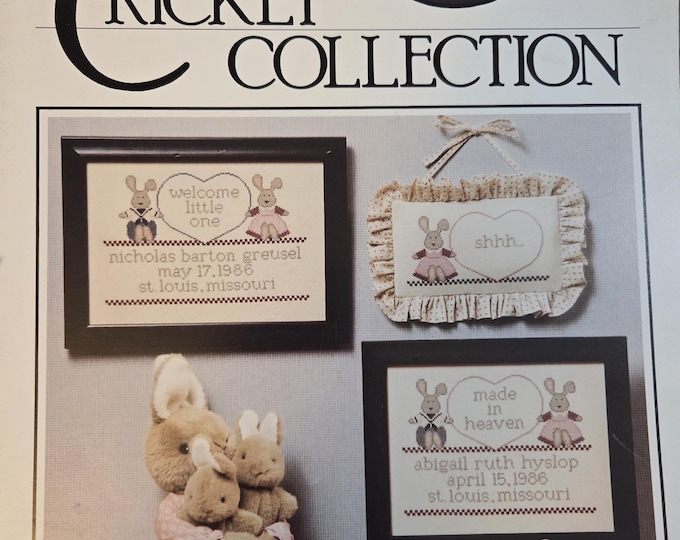 CRICKET
COLLECTION
welcome
little
one
nicholas barton greusel
may 17, 1986
st. louis, missouri
shhh...
made
in
heaven
abigail ruth hyslop
april 15, 1986
st. louis, missouri